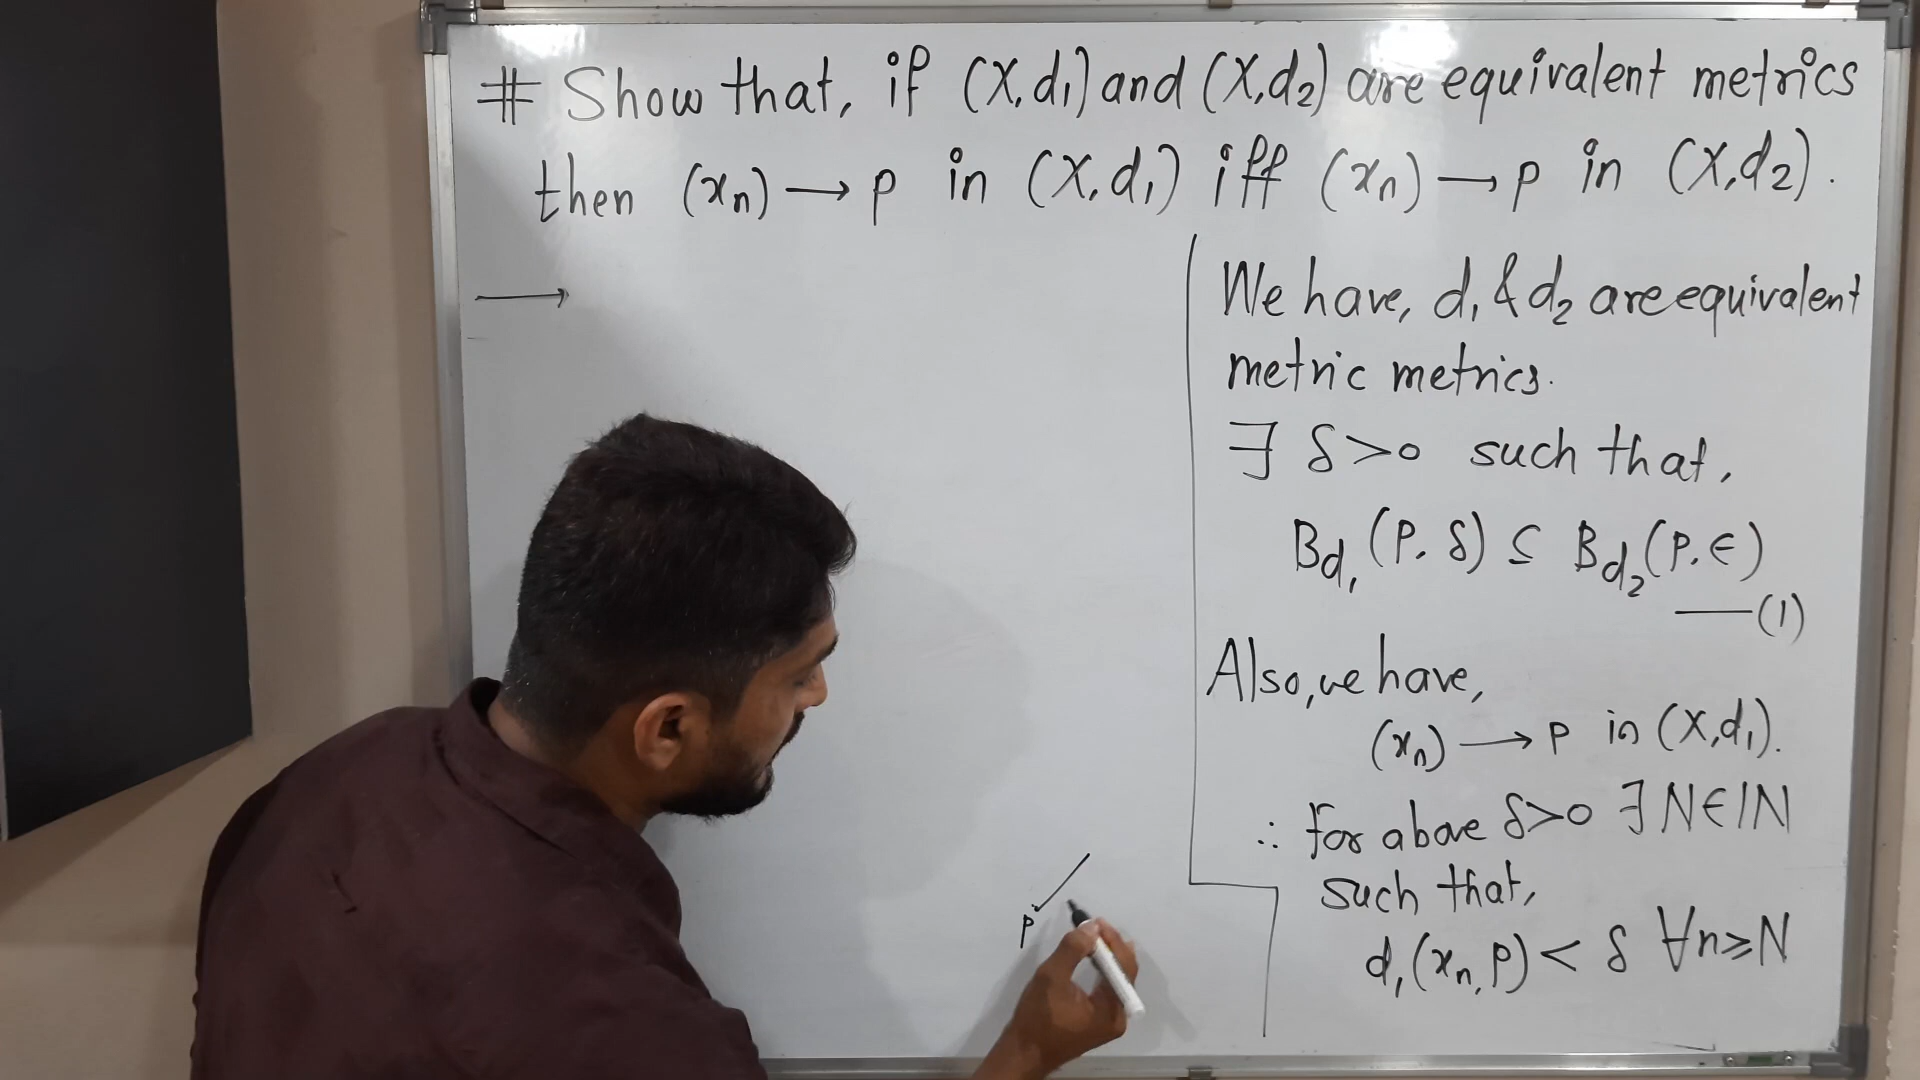 # Show that, if (X,d₁) and (X,d₂) are equivalent metrics
then (xₙ) → p in (X,d₁) iff (xₙ) → p in (X,d₂).
→
We have, d₁ & d₂ are equivalent
metric metrics.
∃ δ>0 such that,
B_d₁ (P, δ) ⊆ B_d₂ (P, ∈)
—(1)
Also, we have,
(xₙ) → P in (X,d₁).
∴ for above δ>0 ∃ N∈ℕ
such that,
d₁(xₙ, p) < δ ∀n≥N
P